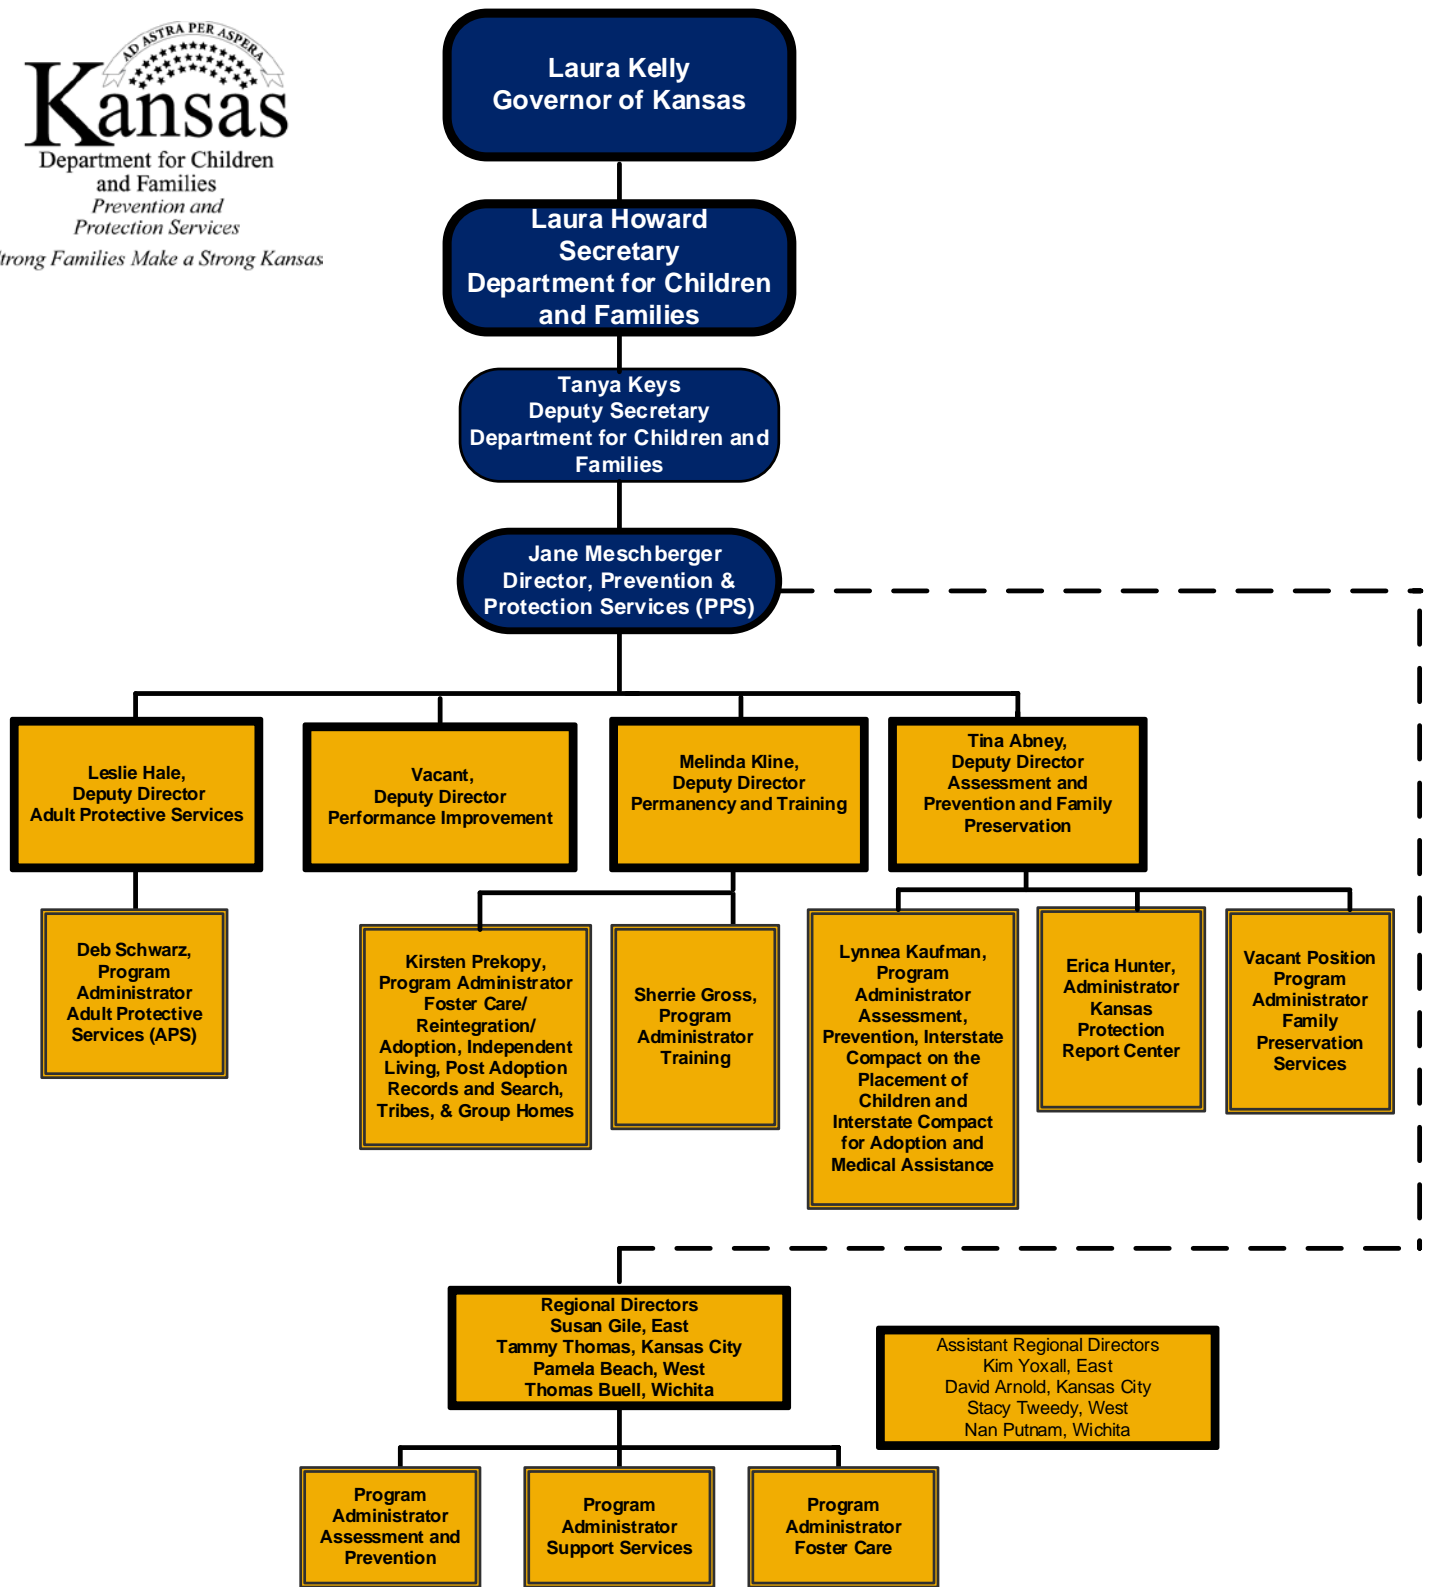 AD ASTRA PER ASPERA
Kansas
Department for Children
and Families
Prevention and
Protection Services
Strong Families Make a Strong Kansas
Laura Kelly
Governor of Kansas
Laura Howard
Secretary
Department for Children
and Families
Tanya Keys
Deputy Secretary
Department for Children and
Families
Jane Meschberger
Director, Prevention &
Protection Services (PPS)
Leslie Hale,
Deputy Director
Adult Protective Services
Vacant,
Deputy Director
Performance Improvement
Melinda Kline,
Deputy Director
Permanency and Training
Tina Abney,
Deputy Director
Assessment and
Prevention and Family
Preservation
Deb Schwarz,
Program
Administrator
Adult Protective
Services (APS)
Kirsten Prekopy,
Program Administrator
Foster Care/
Reintegration/
Adoption, Independent
Living, Post Adoption
Records and Search,
Tribes, & Group Homes
Sherrie Gross,
Program
Administrator
Training
Lynnea Kaufman,
Program
Administrator
Assessment,
Prevention, Interstate
Compact on the
Placement of
Children and
Interstate Compact
for Adoption and
Medical Assistance
Erica Hunter,
Administrator
Kansas
Protection
Report Center
Vacant Position
Program
Administrator
Family
Preservation
Services
Regional Directors
Susan Gile, East
Tammy Thomas, Kansas City
Pamela Beach, West
Thomas Buell, Wichita
Assistant Regional Directors
Kim Yoxall, East
David Arnold, Kansas City
Stacy Tweedy, West
Nan Putnam, Wichita
Program
Administrator
Assessment and
Prevention
Program
Administrator
Support Services
Program
Administrator
Foster Care